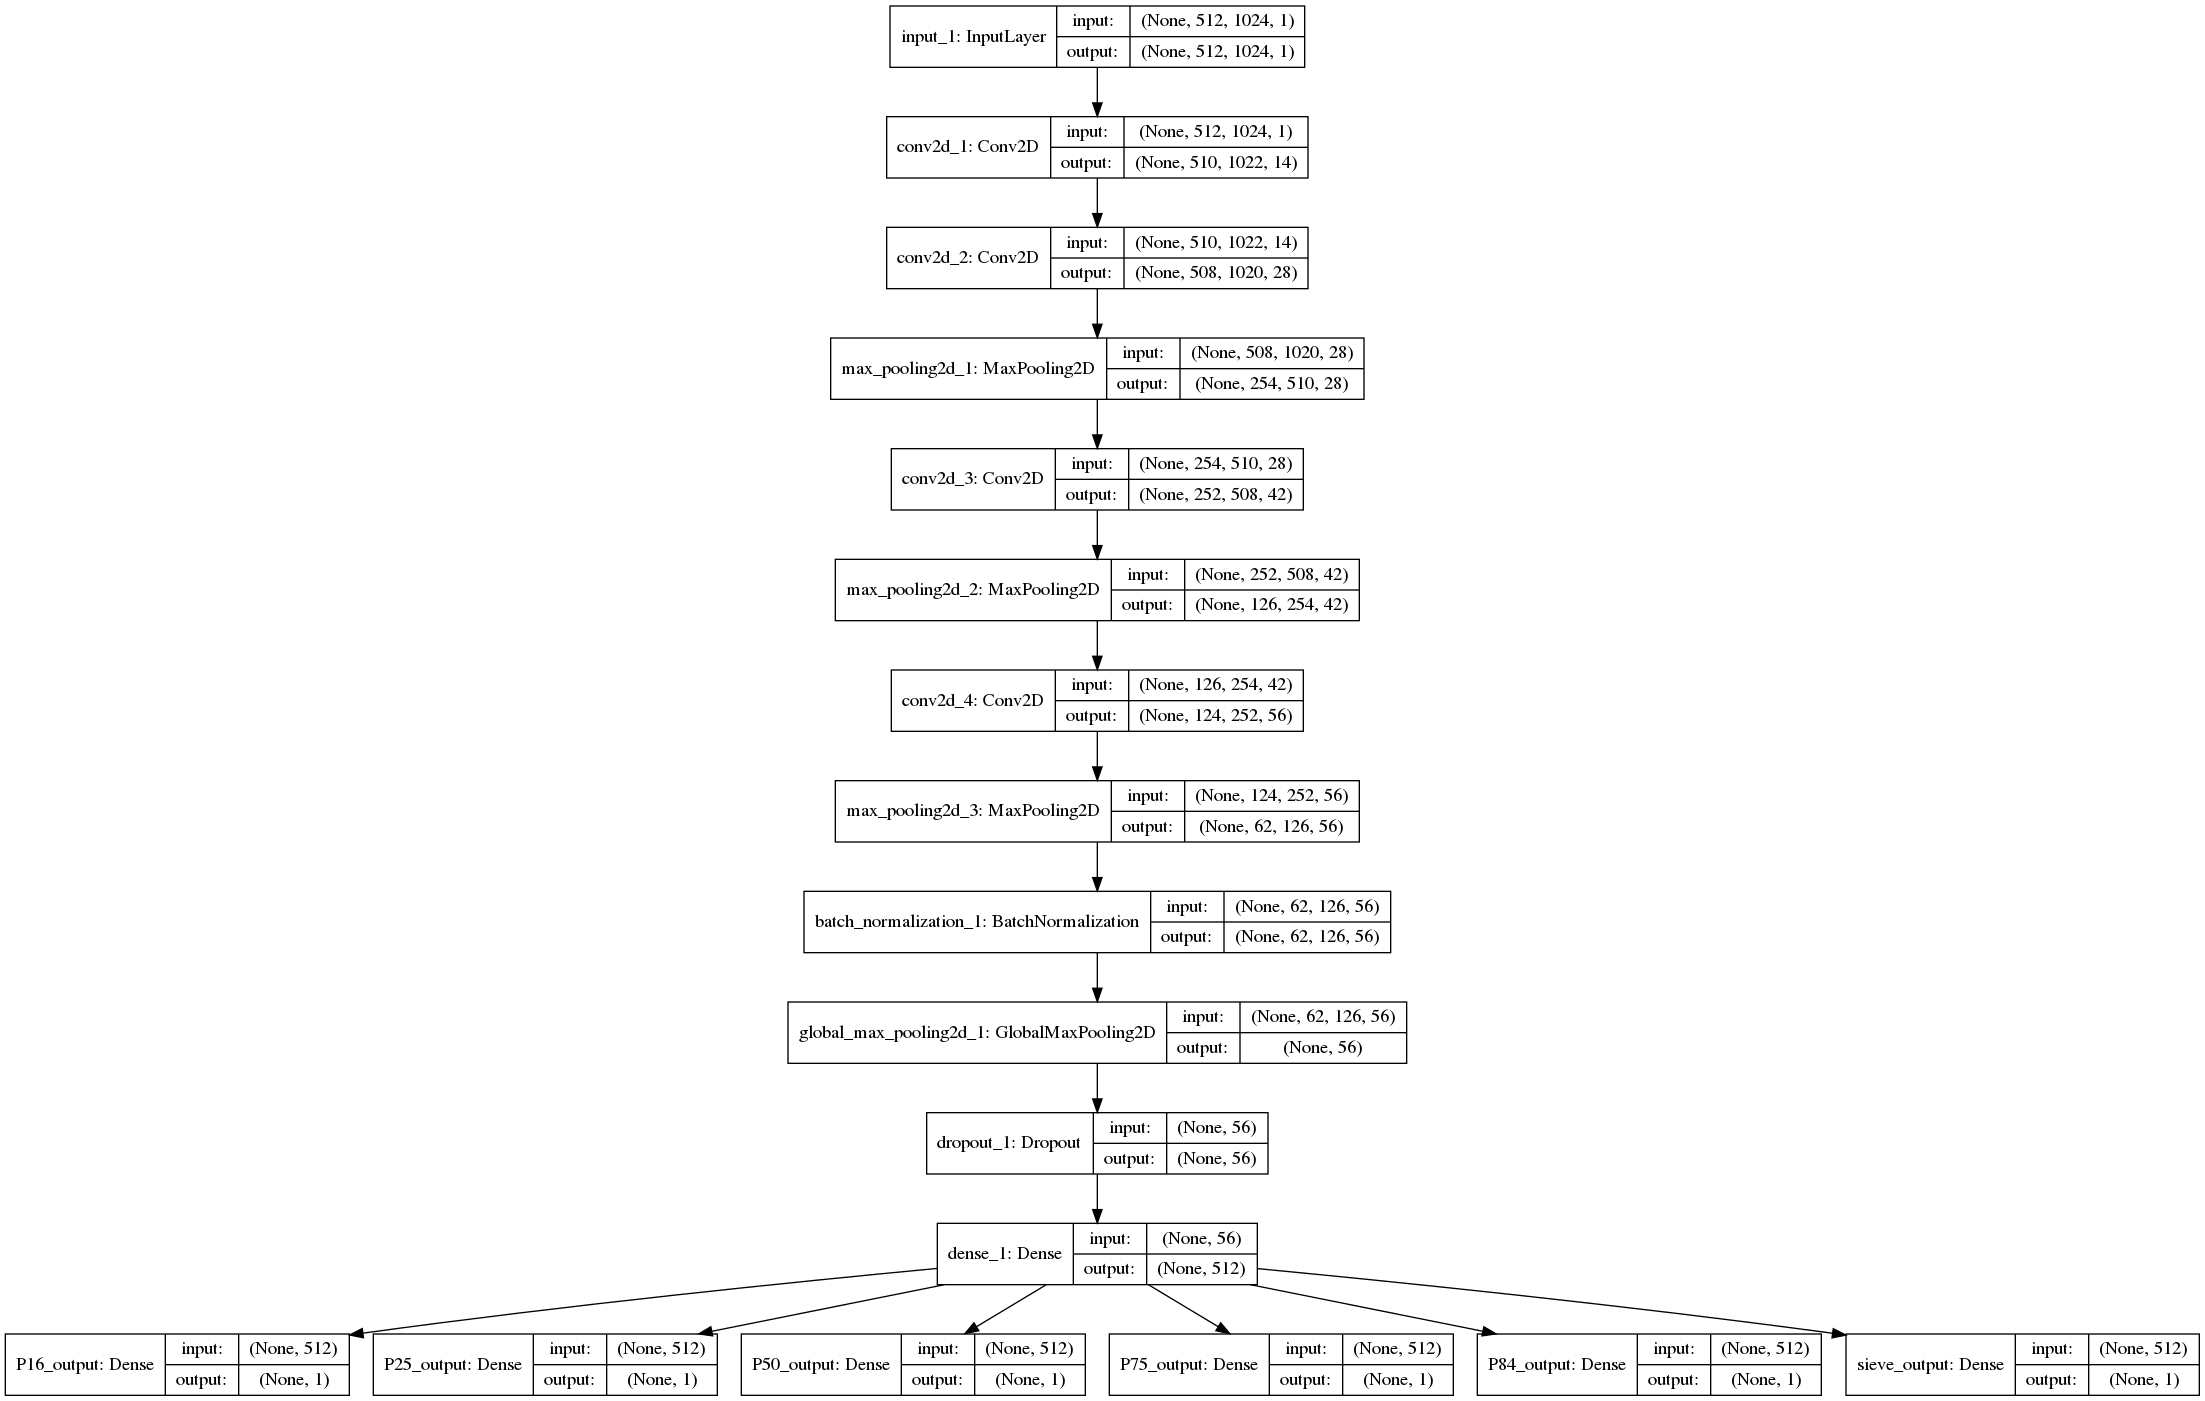 input_1: InputLayer
input: (None, 512, 1024, 1)
output: (None, 512, 1024, 1)
conv2d_1: Conv2D
input: (None, 512, 1024, 1)
output: (None, 510, 1022, 14)
conv2d_2: Conv2D
input: (None, 510, 1022, 14)
output: (None, 508, 1020, 28)
max_pooling2d_1: MaxPooling2D
input: (None, 508, 1020, 28)
output: (None, 254, 510, 28)
conv2d_3: Conv2D
input: (None, 254, 510, 28)
output: (None, 252, 508, 42)
max_pooling2d_2: MaxPooling2D
input: (None, 252, 508, 42)
output: (None, 126, 254, 42)
conv2d_4: Conv2D
input: (None, 126, 254, 42)
output: (None, 124, 252, 56)
max_pooling2d_3: MaxPooling2D
input: (None, 124, 252, 56)
output: (None, 62, 126, 56)
batch_normalization_1: BatchNormalization
input: (None, 62, 126, 56)
output: (None, 62, 126, 56)
global_max_pooling2d_1: GlobalMaxPooling2D
input: (None, 62, 126, 56)
output: (None, 56)
dropout_1: Dropout
input: (None, 56)
output: (None, 56)
dense_1: Dense
input: (None, 56)
output: (None, 512)
P16_output: Dense
input: (None, 512)
output: (None, 1)
P25_output: Dense
input: (None, 512)
output: (None, 1)
P50_output: Dense
input: (None, 512)
output: (None, 1)
P75_output: Dense
input: (None, 512)
output: (None, 1)
P84_output: Dense
input: (None, 512)
output: (None, 1)
sieve_output: Dense
input: (None, 512)
output: (None, 1)